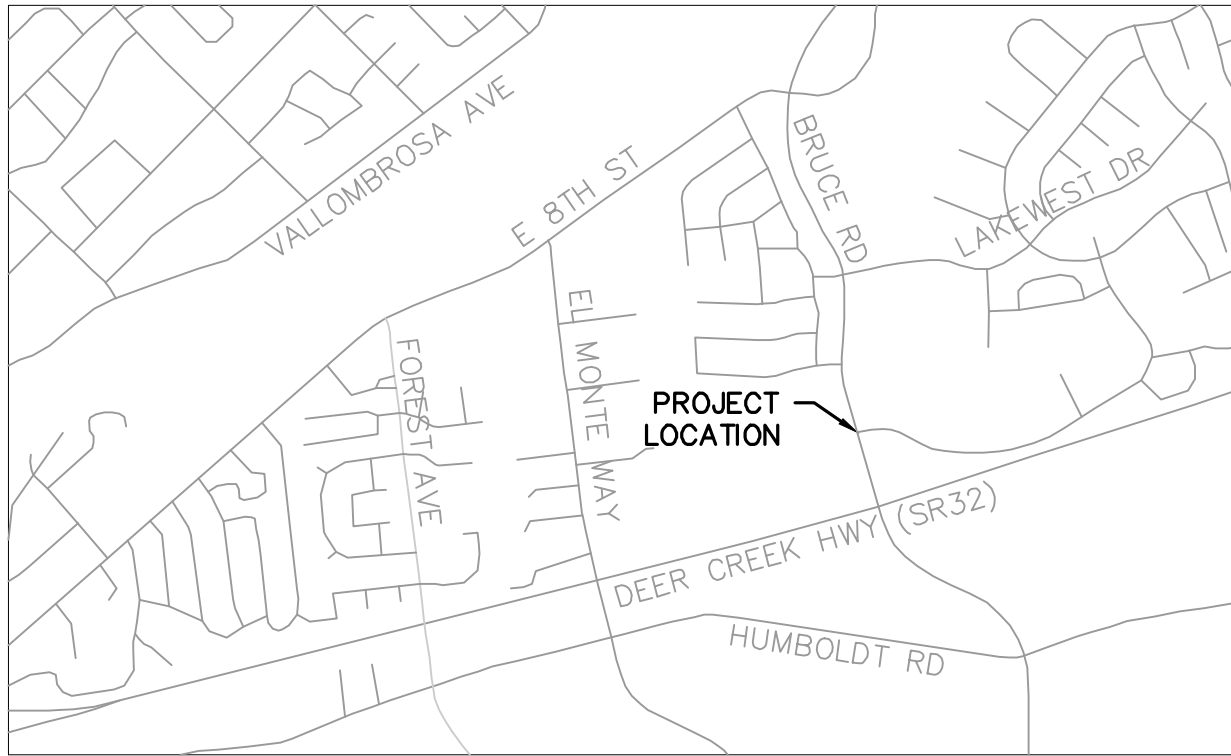 VALLOMBROSA AVE
E 8TH ST
BRUCE RD
LAKEWEST DR
EL MONTE WAY
FOREST AVE
PROJECT
LOCATION
DEER CREEK HWY (SR32)
HUMBOLDT RD